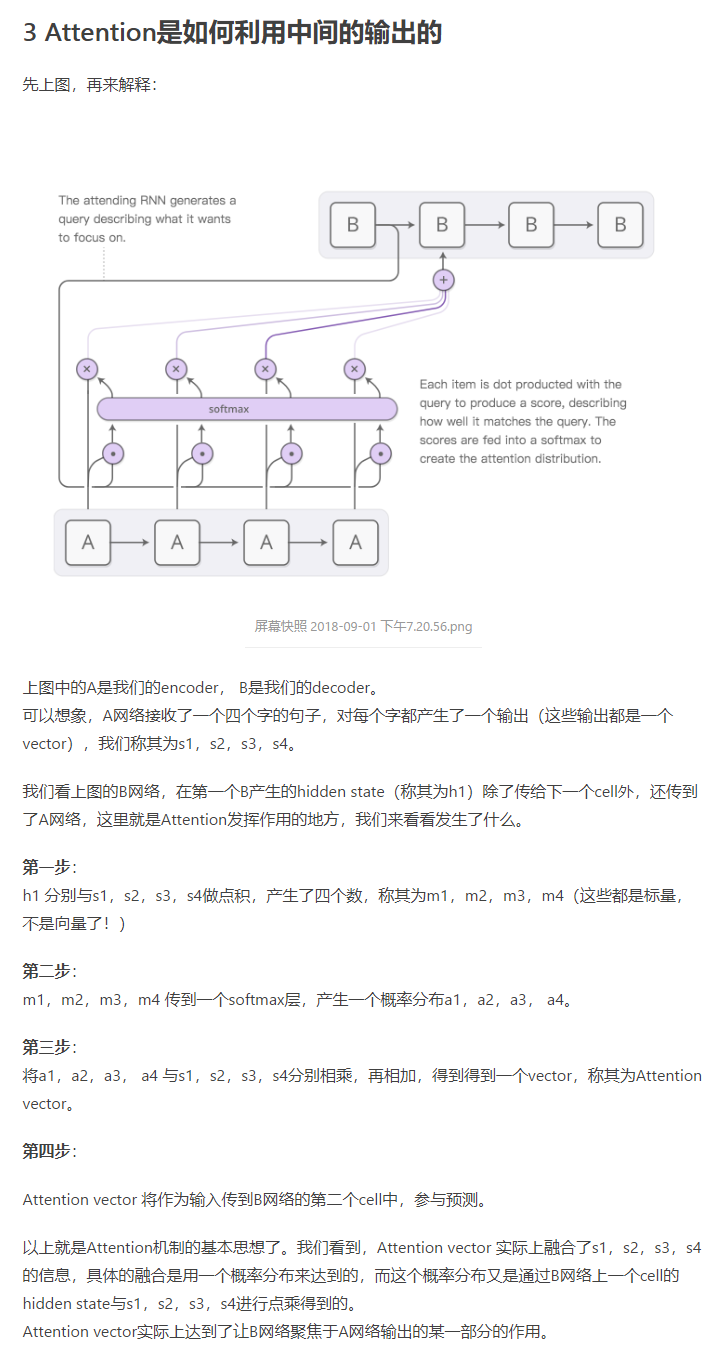 3 Attention是如何利用中间的输出的
先上图，再来解释：
The attending RNN generates a
query describing what it wants
to focus on.
B B B B
+
× × × ×
Each item is dot producted with the
query to produce a score, describing
how well it matches the query. The
scores are fed into a softmax to
create the attention distribution.
softmax
A A A A
屏幕快照 2018-09-01 下午7.20.56.png
上图中的A是我们的encoder， B是我们的decoder。
可以想象，A网络接收了一个四个字的句子，对每个字都产生了一个输出（这些输出都是一个
vector），我们称其为s1，s2，s3，s4。
我们看上图的B网络，在第一个B产生的hidden state（称其为h1）除了传给下一个cell外，还传到
了A网络，这里就是Attention发挥作用的地方，我们来看看发生了什么。
第一步：
h1 分别与s1，s2，s3，s4做点积，产生了四个数，称其为m1，m2，m3，m4（这些都是标量，
不是向量了！）
第二步：
m1，m2，m3，m4 传到一个softmax层，产生一个概率分布a1，a2，a3， a4。
第三步：
将a1，a2，a3， a4 与s1，s2，s3，s4分别相乘，再相加，得到得到一个vector，称其为Attention
vector。
第四步：
Attention vector 将作为输入传到B网络的第二个cell中，参与预测。
以上就是Attention机制的基本思想了。我们看到，Attention vector 实际上融合了s1，s2，s3，s4
的信息，具体的融合是用一个概率分布来达到的，而这个概率分布又是通过B网络上一个cell的
hidden state与s1，s2，s3，s4进行点乘得到的。
Attention vector实际上达到了让B网络聚焦于A网络输出的某一部分的作用。